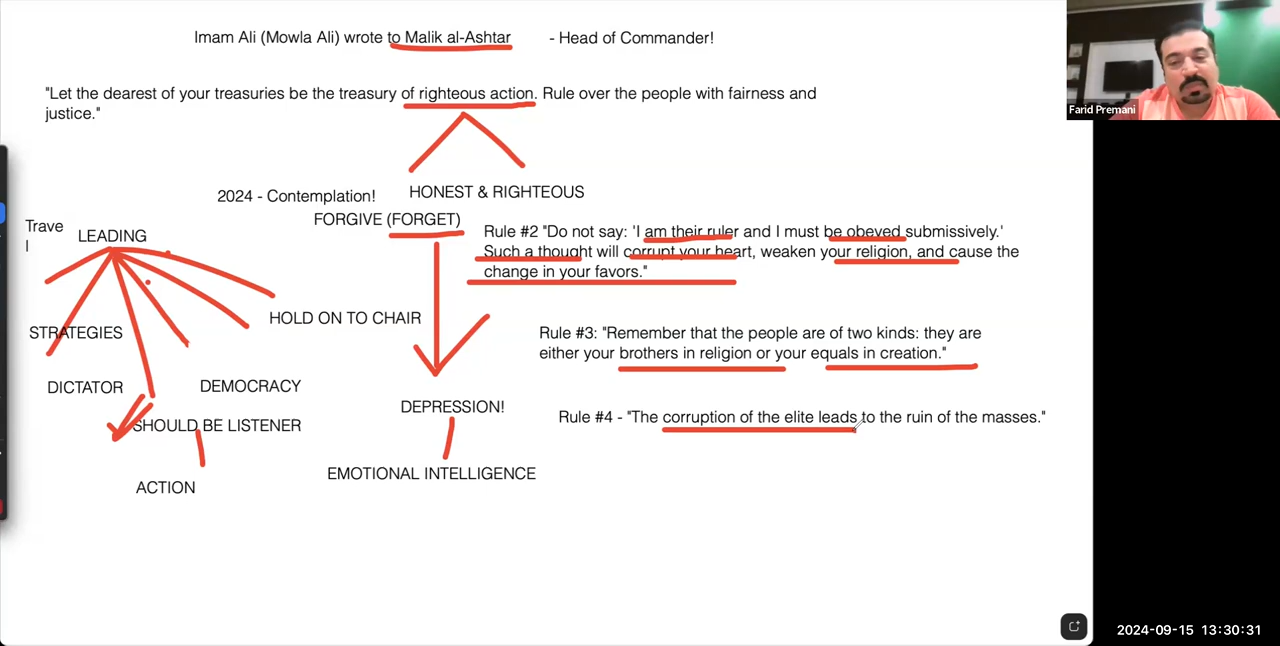 Imam Ali (Mowla Ali) wrote to Malik al-Ashtar - Head of Commander!
Farid Premani
"Let the dearest of your treasuries be the treasury of righteous action. Rule over the people with fairness and
justice."
2024 - Contemplation!
HONEST & RIGHTEOUS
FORGIVE (FORGET)
Trave
l
LEADING
Rule #2 "Do not say: 'I am their ruler and I must be obeyed submissively.'
Such a thought will corrupt your heart, weaken your religion, and cause the
change in your favors."
HOLD ON TO CHAIR
STRATEGIES
Rule #3: "Remember that the people are of two kinds: they are
either your brothers in religion or your equals in creation."
DICTATOR
DEMOCRACY
DEPRESSION!
SHOULD BE LISTENER
Rule #4 - "The corruption of the elite leads to the ruin of the masses."
EMOTIONAL INTELLIGENCE
ACTION
2024-09-15 13:30:31